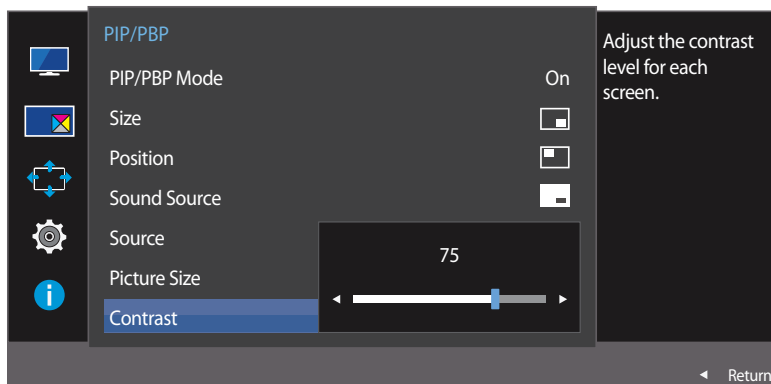 PIP/PBP
PIP/PBP Mode On
Size
Position
Sound Source
Source
Picture Size
Contrast
75
Adjust the contrast
level for each
screen.
Return